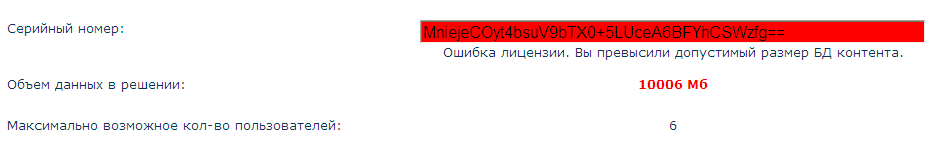 Серийный номер: MniejeCOyt4bsuV9bTX0+5LUceA6BFYhCSWzfg==
Ошибка лицензии. Вы превысили допустимый размер БД контента.
Объем данных в решении: 10006 Мб
Максимально возможное кол-во пользователей: 6